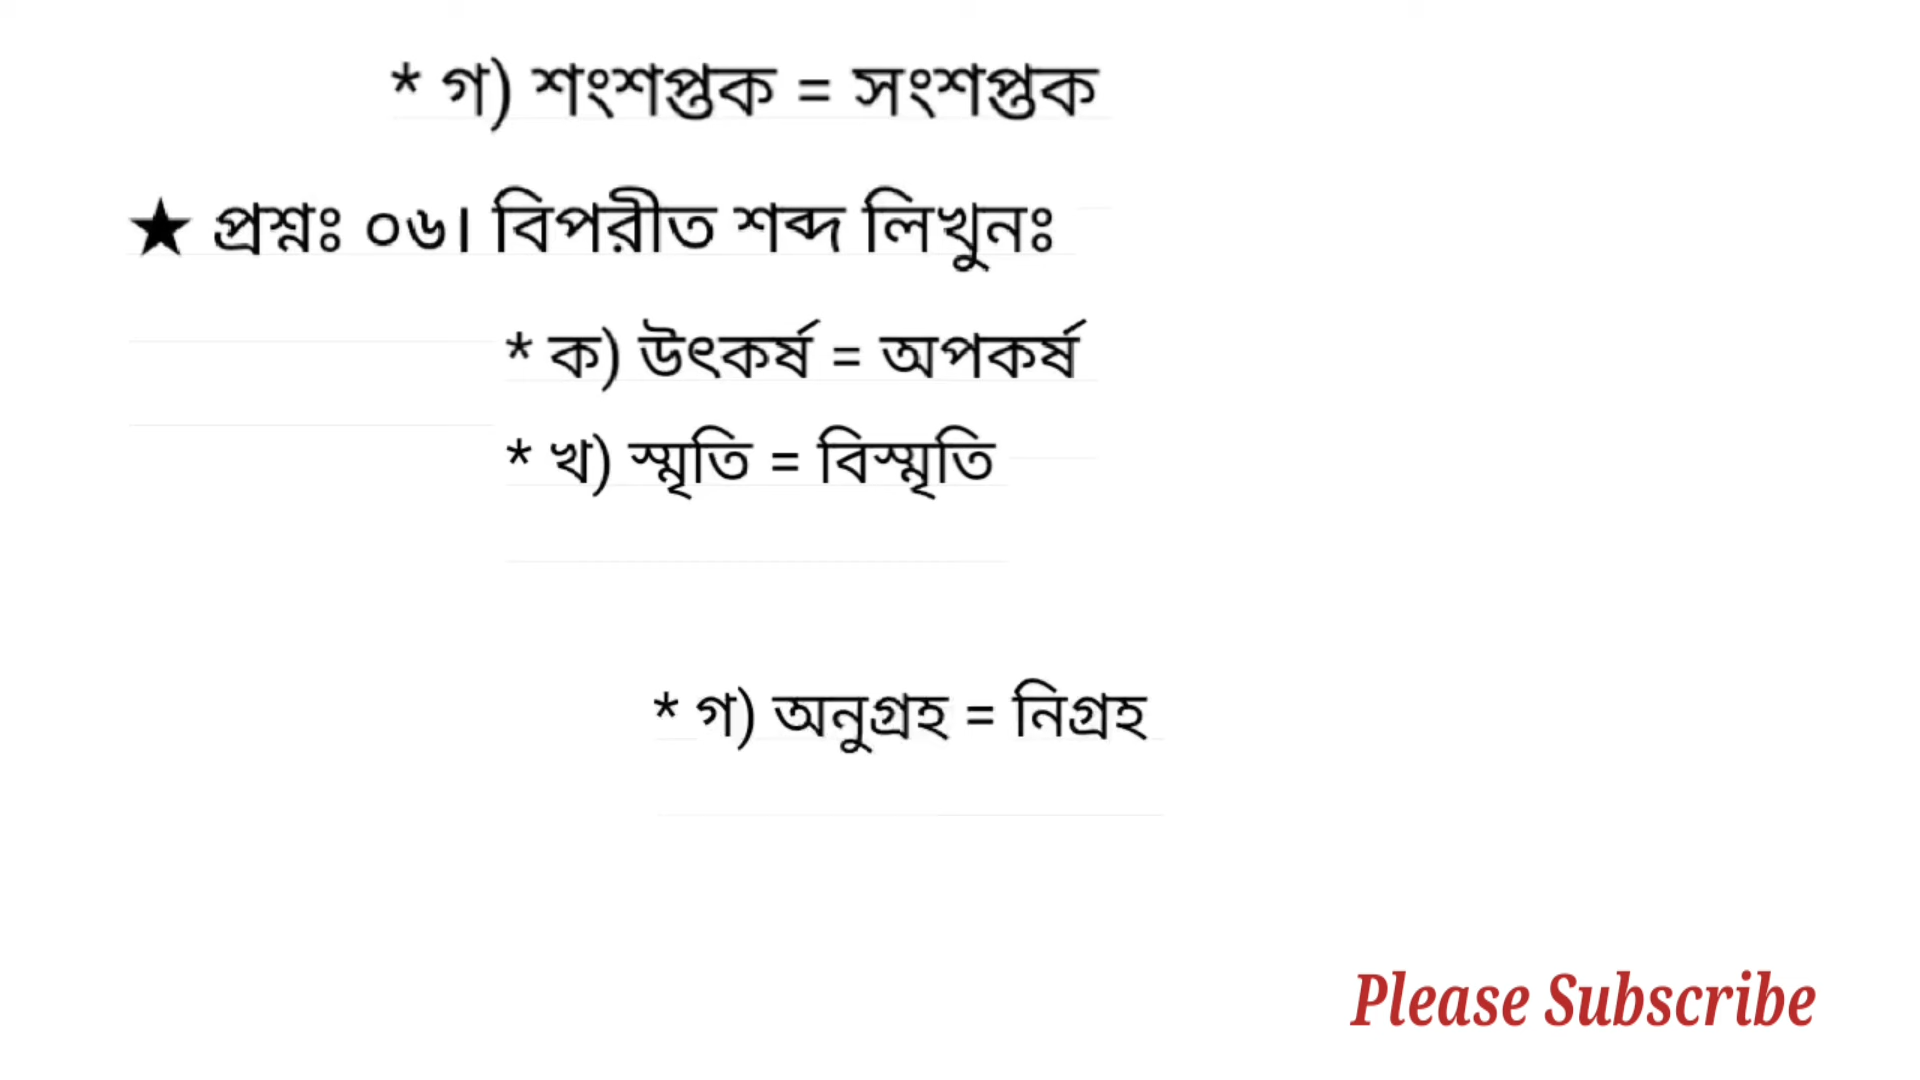 * গ) শংশপ্তক = সংশপ্তক
★ প্রশ্নঃ ০৬। বিপরীত শব্দ লিখুনঃ
* ক) উৎকর্ষ = অপকর্ষ
* খ) স্মৃতি = বিস্মৃতি
* গ) অনুগ্রহ = নিগ্রহ
Please Subscribe